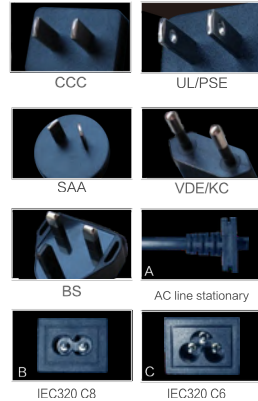 CCC
UL/PSE
SAA
VDE/KC
BS
A
AC line stationary
B
C
IEC320 C8
IEC320 C6